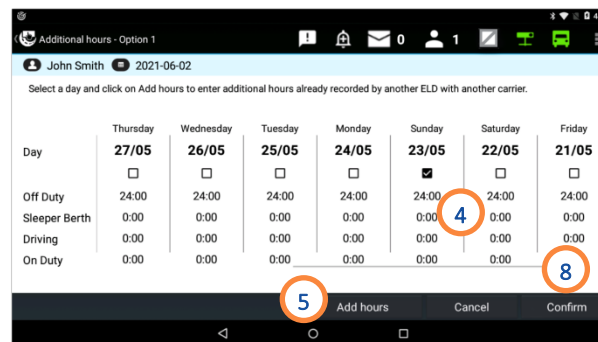 4
Additional hours - Option 1 0 1
John Smith 2021-06-02
Select a day and click on Add hours to enter additional hours already recorded by another ELD with another carrier.
Thursday Wednesday Tuesday Monday Sunday Saturday Friday
Day 27/05 26/05 25/05 24/05 23/05 22/05 21/05
Off Duty 24:00 24:00 24:00 24:00 24:00 24:00 24:00
Sleeper Berth 0:00 0:00 0:00 0:00 0:00 4 0:00 0:00
Driving 0:00 0:00 0:00 0:00 0:00 0:00 0:00
On Duty 0:00 0:00 0:00 0:00 0:00 0:00 8
5 Add hours Cancel Confirm